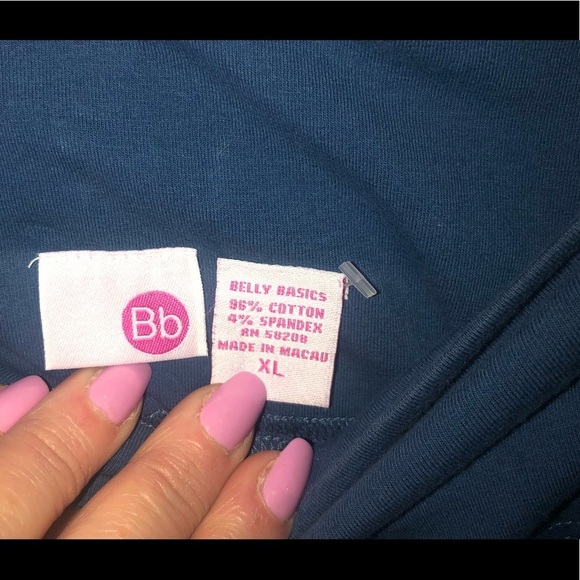 Bb
BELLY BASICS
96% COTTON
4% SPANDEX
RN 58208
MADE IN MACAU
XL